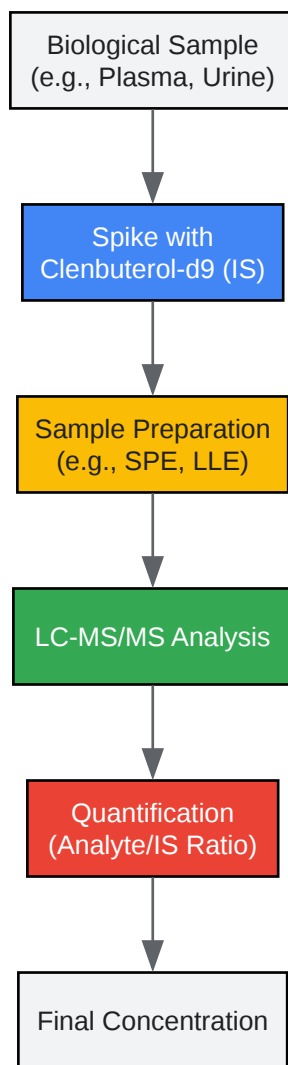 Biological Sample
(e.g., Plasma, Urine)
Spike with
Clenbuterol-d9 (IS)
Sample Preparation
(e.g., SPE, LLE)
LC-MS/MS Analysis
Quantification
(Analyte/IS Ratio)
Final Concentration